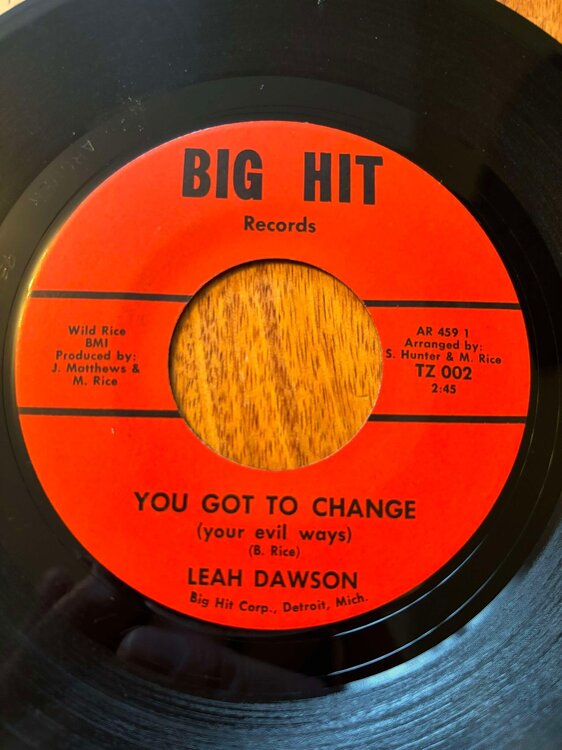 BIG HIT
Records
Wild Rice
BMI
Produced by:
J. Matthews &
M. Rice
AR 459 1
Arranged by:
S. Hunter & M. Rice
TZ 002
2:45
YOU GOT TO CHANGE
(your evil ways)
(B. Rice)
LEAH DAWSON
Big Hit Corp., Detroit, Mich.